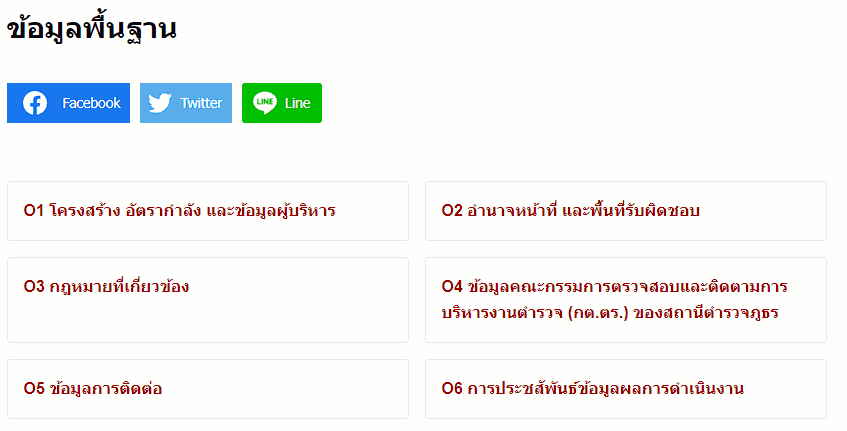 ข้อมูลพื้นฐาน
Facebook Twitter LINE Line
O1 โครงสร้าง อัตรากำลัง และข้อมูลผู้บริหาร
O2 อำนาจหน้าที่ และพื้นที่รับผิดชอบ
O3 กฎหมายที่เกี่ยวข้อง
O4 ข้อมูลคณะกรรมการตรวจสอบและติดตามการ
บริหารงานตำรวจ (กต.ตร.) ของสถานีตำรวจภูธร
O5 ข้อมูลการติดต่อ
O6 การประชสัพันธ์ข้อมูลผลการดำเนินงาน